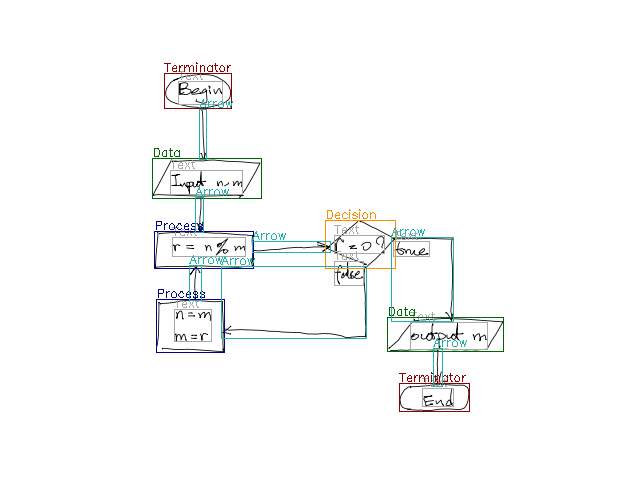 Terminator
Text
Begin
Arrow
Data
Text
Input n, m
Arrow
Process
Text
r = n % m
Arrow
Decision
Text
r = 0?
Arrow
true
Text
false
Arrow
Arrow
Process
Text
n = m
m = r
Data
Text
output m
Arrow
Terminator
End